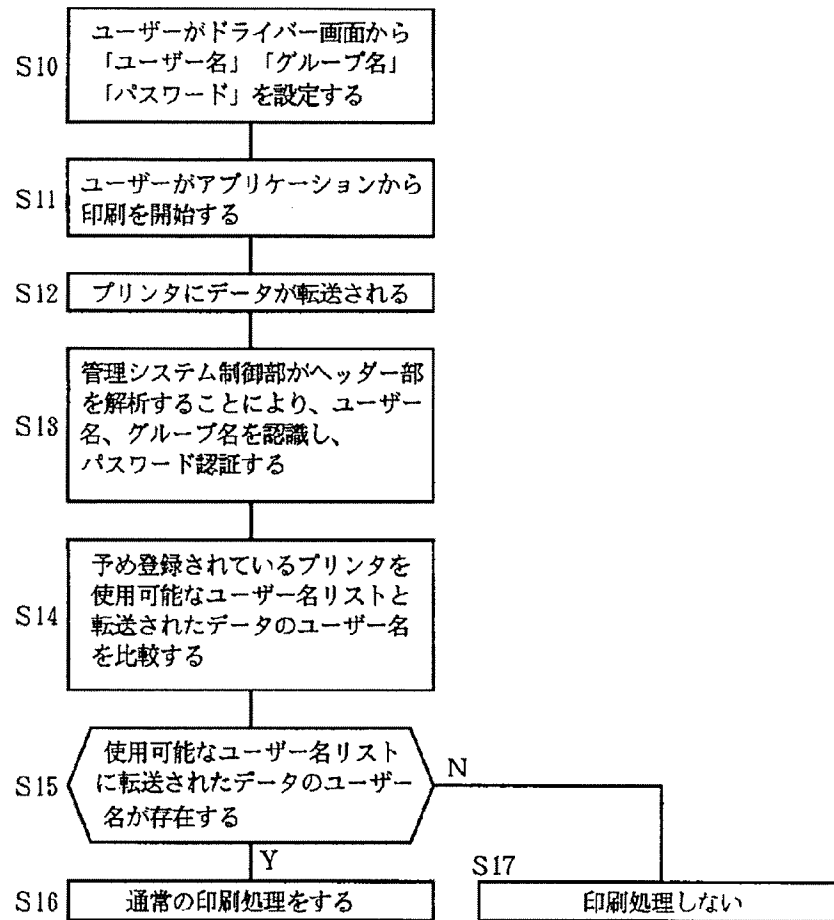 ユーザーがドライバー画面から
S10
「ユーザー名」「グループ名」
「パスワード」を設定する
ユーザーがアプリケーションから
S11
印刷を開始する
S12
プリンタにデータが転送される
管理システム制御部がヘッダー部
を解析することにより、ユーザー
S13
名、グループ名を認識し、
パスワード認証する
予め登録されているプリンタを
使用可能なユーザー名リストと
S14
転送されたデータのユーザー名
を比較する
使用可能なユーザー名リスト
S15
に転送されたデータのユーザー
名が存在する
N
Y
S17
S16
通常の印刷処理をする
印刷処理しない